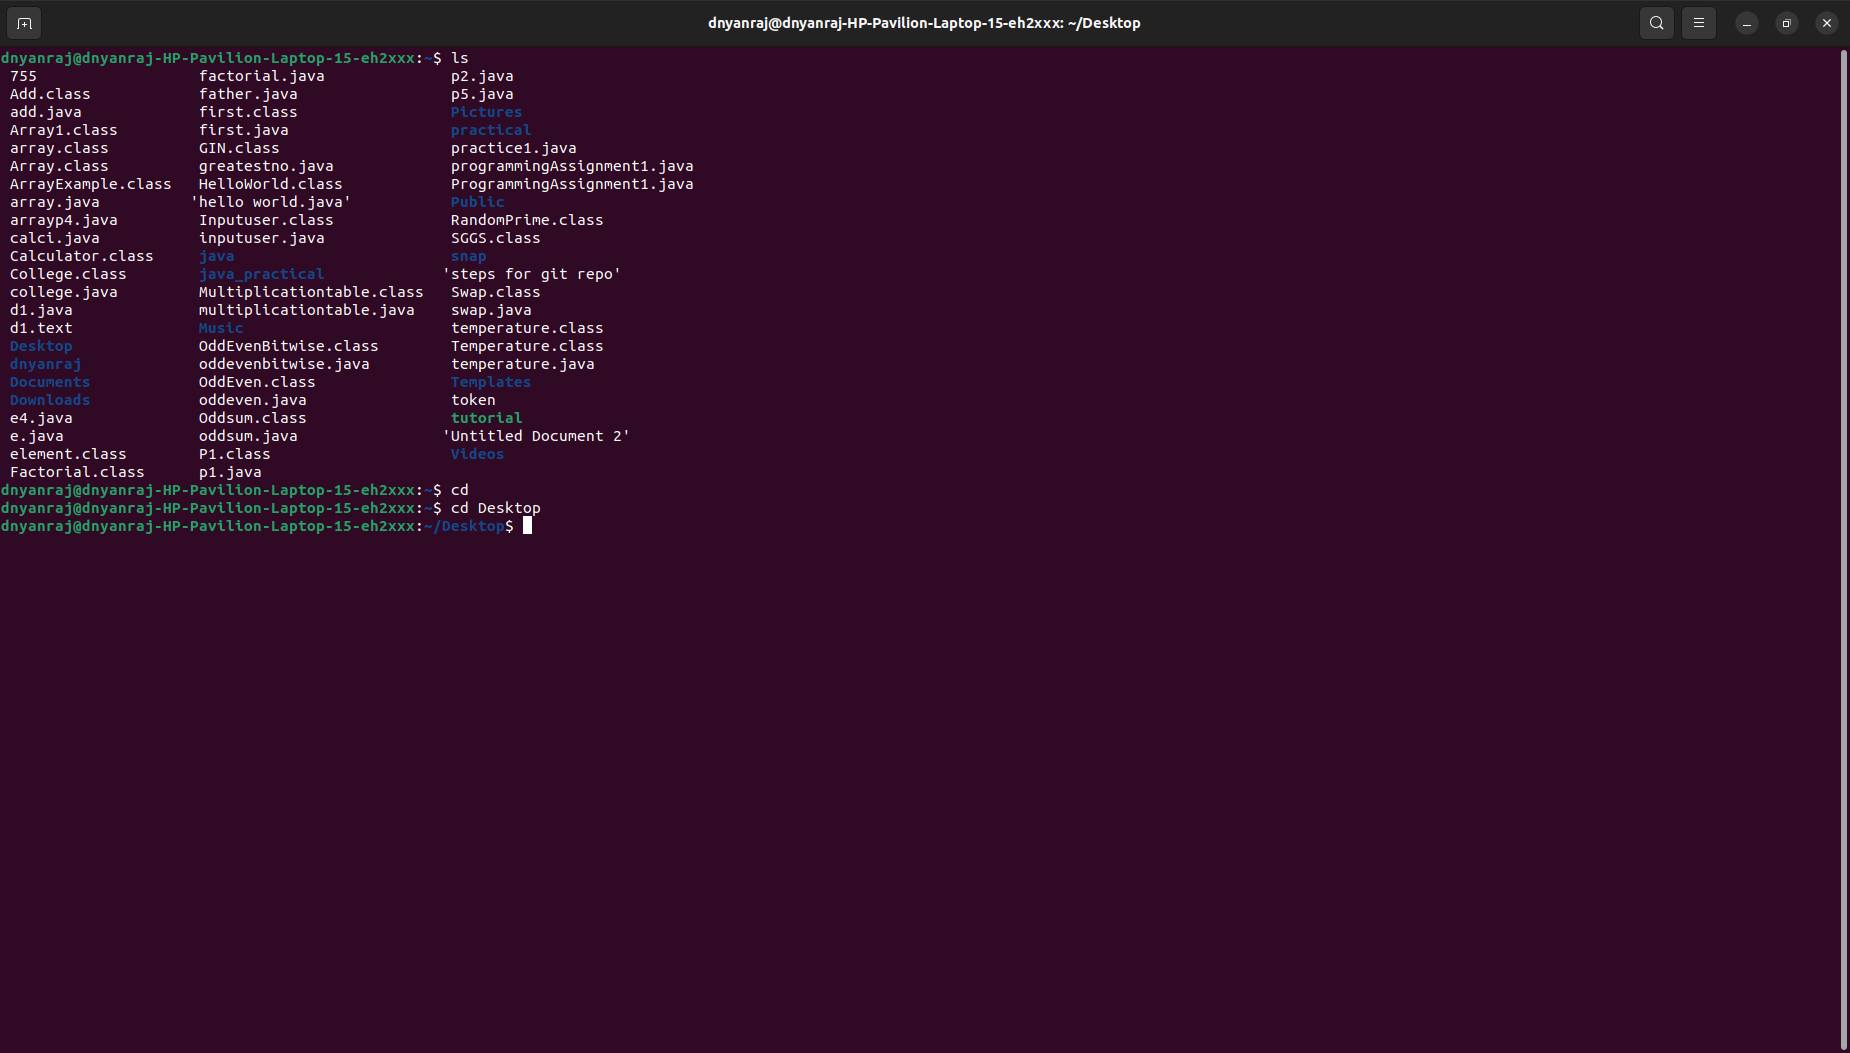 dnyanraj@dnyanraj-HP-Pavilion-Laptop-15-eh2xxx: ~/Desktop
dnyanraj@dnyanraj-HP-Pavilion-Laptop-15-eh2xxx:~$ ls
755 factorial.java p2.java
Add.class father.java p5.java
add.java first.class Pictures
Array1.class first.java practical
array.class GIN.class practice1.java
Array.class greatestno.java programmingAssignment1.java
ArrayExample.class HelloWorld.class ProgrammingAssignment1.java
array.java 'hello world.java' Public
arrayp4.java Inputuser.class RandomPrime.class
calci.java inputuser.java SGGS.class
Calculator.class java snap
College.class java_practical 'steps for git repo'
college.java Multiplicationtable.class Swap.class
d1.java multiplicationtable.java swap.java
d1.text Music temperature.class
Desktop OddEvenBitwise.class Temperature.class
dnyanraj oddevenbitwise.java temperature.java
Documents OddEven.class Templates
Downloads oddeven.java token
e4.java Oddsum.class tutorial
e.java oddsum.java 'Untitled Document 2'
element.class P1.class Videos
Factorial.class p1.java
dnyanraj@dnyanraj-HP-Pavilion-Laptop-15-eh2xxx:~$ cd
dnyanraj@dnyanraj-HP-Pavilion-Laptop-15-eh2xxx:~$ cd Desktop
dnyanraj@dnyanraj-HP-Pavilion-Laptop-15-eh2xxx:~/Desktop$